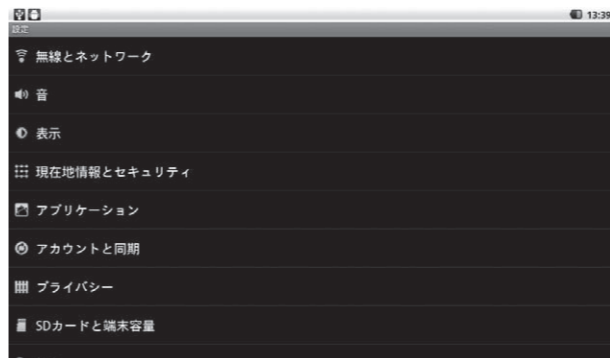 13:39
設定
無線とネットワーク
音
表示
現在地情報とセキュリティ
アプリケーション
アカウントと同期
プライバシー
SDカードと端末容量